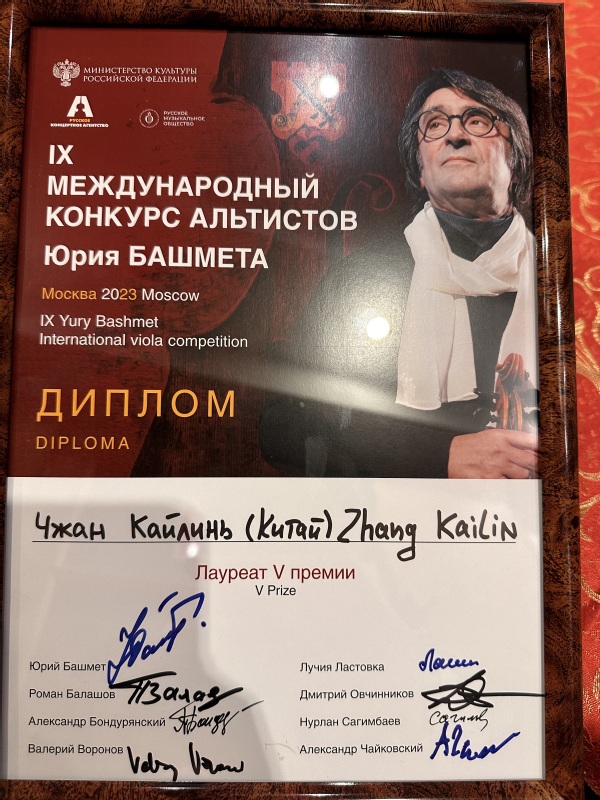 МИНИСТЕРСТВО КУЛЬТУРЫ
РОССИЙСКОЙ ФЕДЕРАЦИИ
РУССКОЕ
КОНЦЕРТНОЕ АГЕНТСТВО
РУССКОЕ
МУЗЫКАЛЬНОЕ
ОБЩЕСТВО
IX
МЕЖДУНАРОДНЫЙ
КОНКУРС АЛЬТИСТОВ
Юрия БАШМЕТА
Москва 2023 Moscow
IX Yury Bashmet
International viola competition
ДИПЛОМ
DIPLOMA
Чжан Кайлинь (Китай) Zhang Kailin
Лауреат V премии
V Prize
Юрий Башмет
Роман Балашов
Александр Бондурянский
Валерий Воронов
Лучия Ластовка
Дмитрий Овчинников
Нурлан Сагимбаев
Александр Чайковский